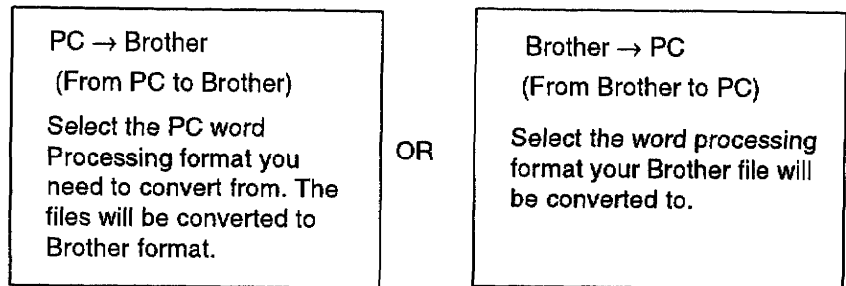 PC → Brother
(From PC to Brother)
Select the PC word
Processing format you
need to convert from. The
files will be converted to
Brother format.
OR
Brother → PC
(From Brother to PC)
Select the word processing
format your Brother file will
be converted to.